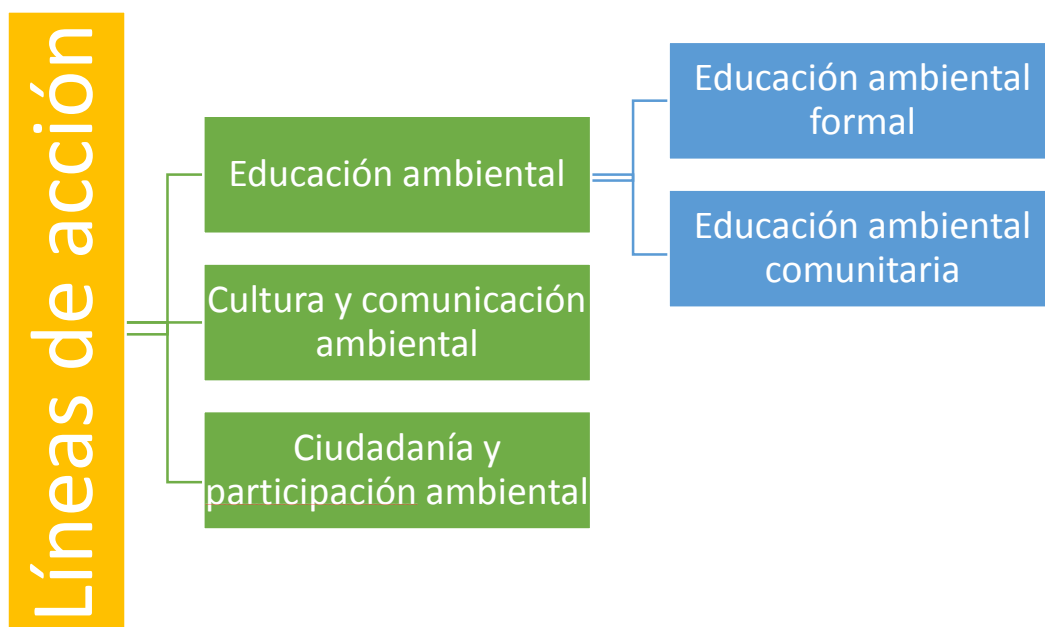 Líneas de acción
Educación ambiental
Cultura y comunicación
ambiental
Ciudadanía y
participación ambiental
Educación ambiental
formal
Educación ambiental
comunitaria